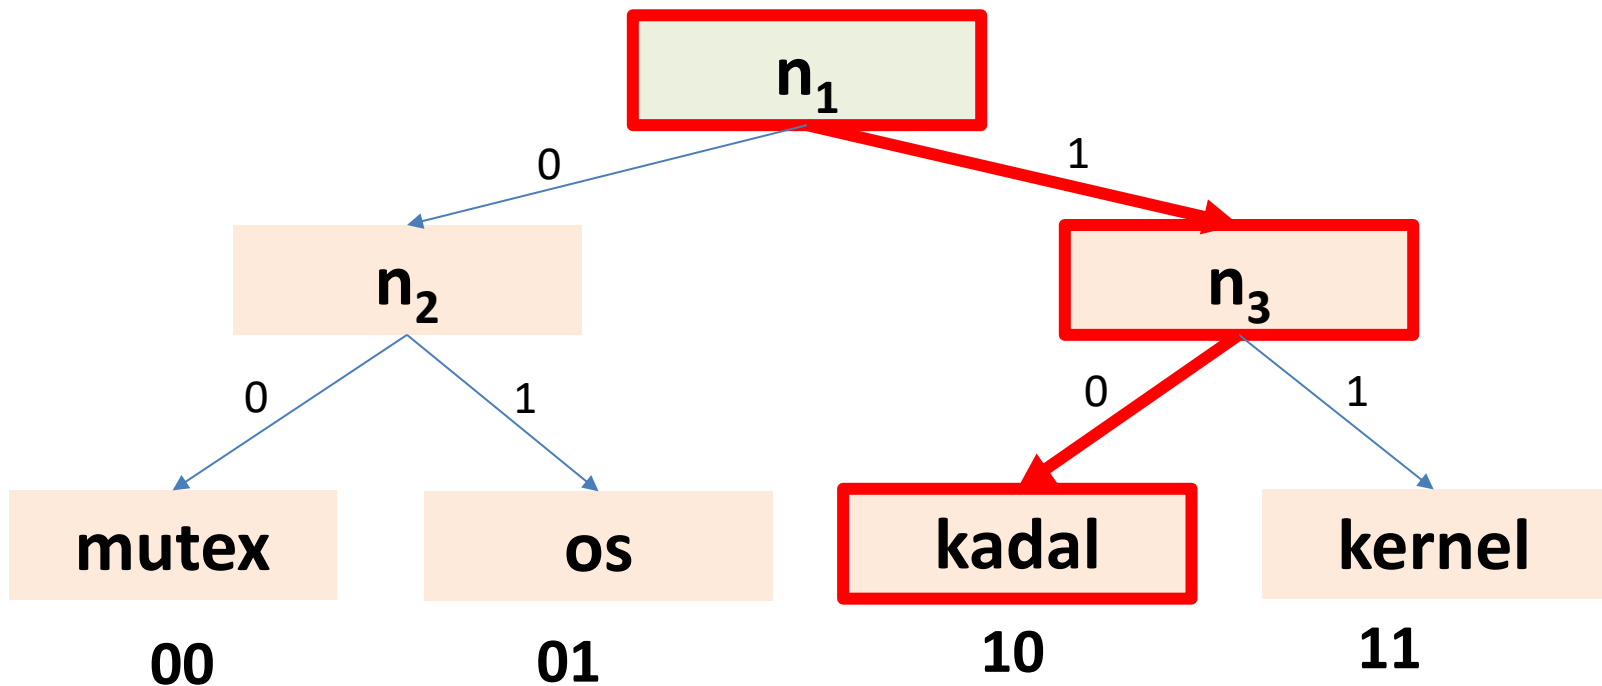 n1
0 1
n2 n3
0 1 0 1
mutex os kadal kernel
00 01 10 11